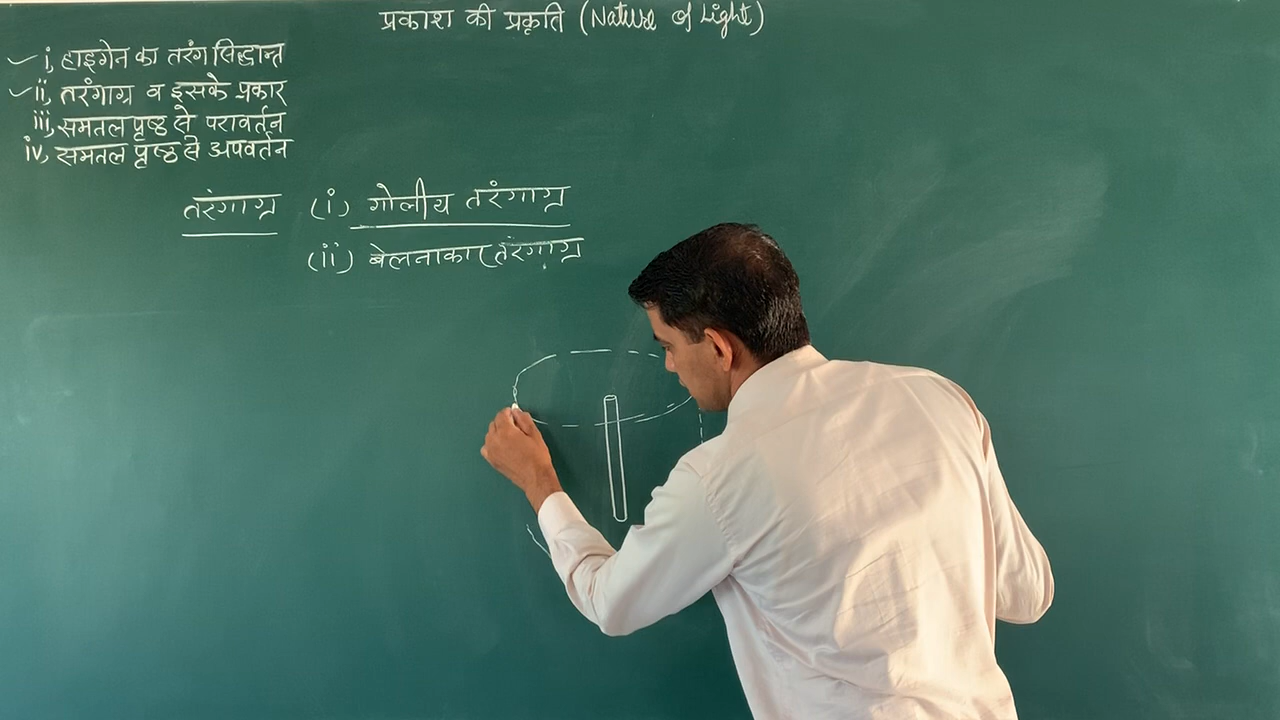 प्रकाश की प्रकृति (Nature of Light)
i, हाइगेन का तरंग सिद्धान्त
ii, तरंगाग्र व इसके प्रकार
iii, समतल पृष्ठ से परावर्तन
iv, समतल पृष्ठ से अपवर्तन
तरंगाग्र (i) गोलीय तरंगाग्र
(ii) बेलनाकार तरंगाग्र